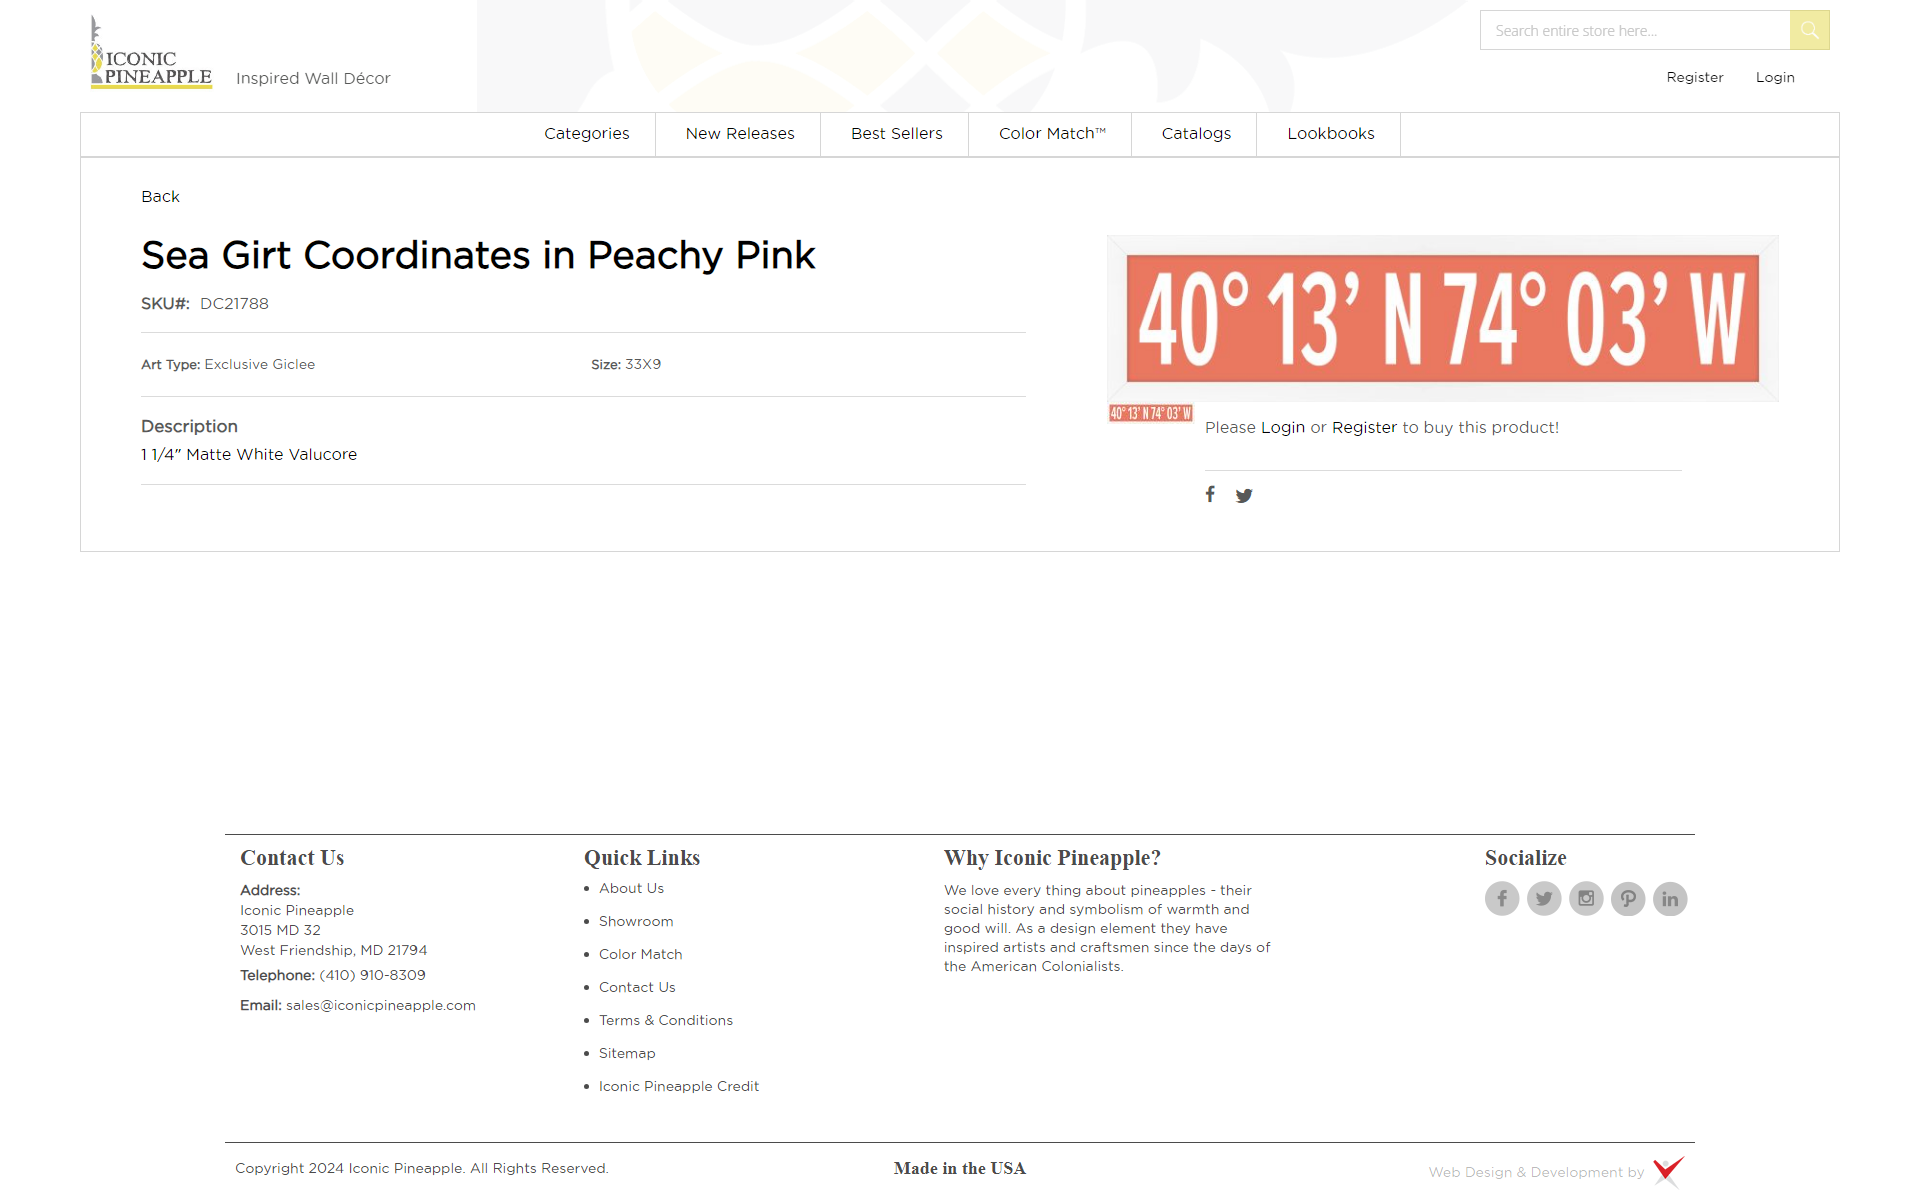 ICONIC
PINEAPPLE
Inspired Wall Décor
Search entire store here...
Register
Login
Categories
New Releases
Best Sellers
Color Match™
Catalogs
Lookbooks
Back
Sea Girt Coordinates in Peachy Pink
SKU#: DC21788
Art Type: Exclusive Giclee
Size: 33X9
Description
1 1/4" Matte White Valucore
40° 13’ N 74° 03’ W
40° 13’ N 74° 03’ W
Please Login or Register to buy this product!
Contact Us
Address:
Iconic Pineapple
3015 MD 32
West Friendship, MD 21794
Telephone: (410) 910-8309
Email: sales@iconicpineapple.com
Quick Links
About Us
Showroom
Color Match
Contact Us
Terms & Conditions
Sitemap
Iconic Pineapple Credit
Why Iconic Pineapple?
We love every thing about pineapples - their
social history and symbolism of warmth and
good will. As a design element they have
inspired artists and craftsmen since the days of
the American Colonialists.
Socialize
Copyright 2024 Iconic Pineapple. All Rights Reserved.
Made in the USA
Web Design & Development by